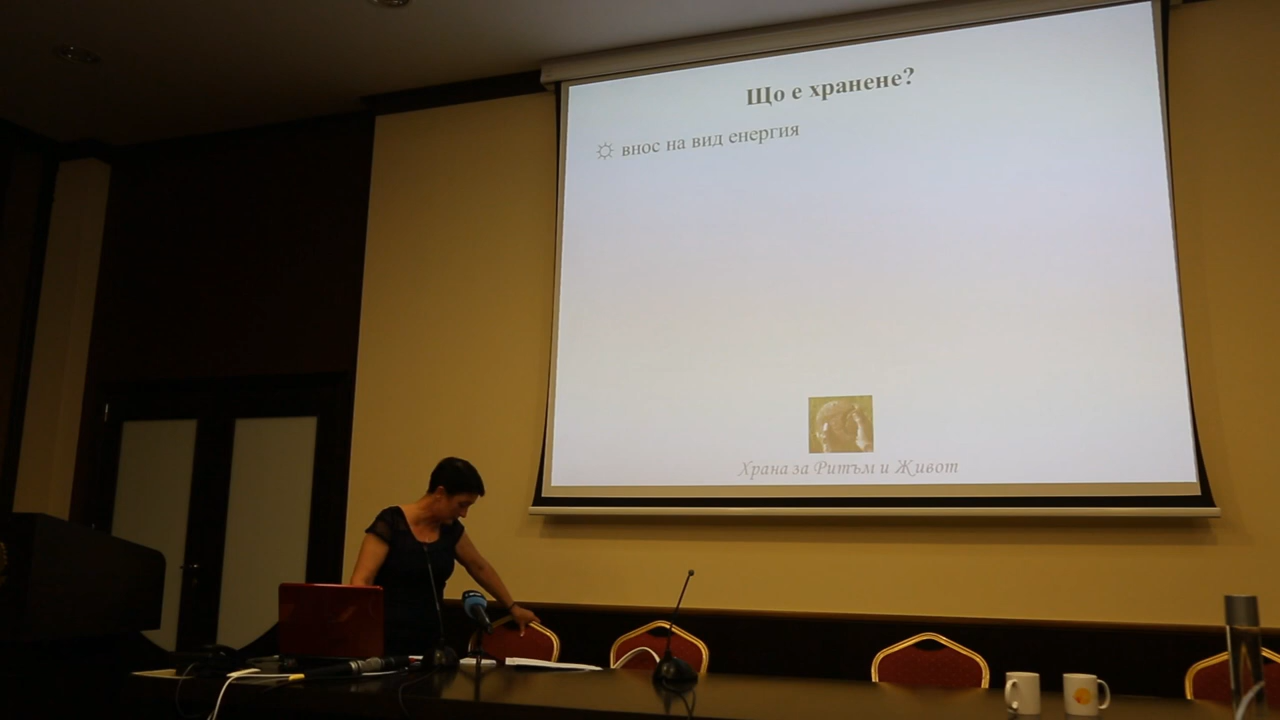 Що е хранене?
внос на вид енергия
Храна за Ритъм и Живот